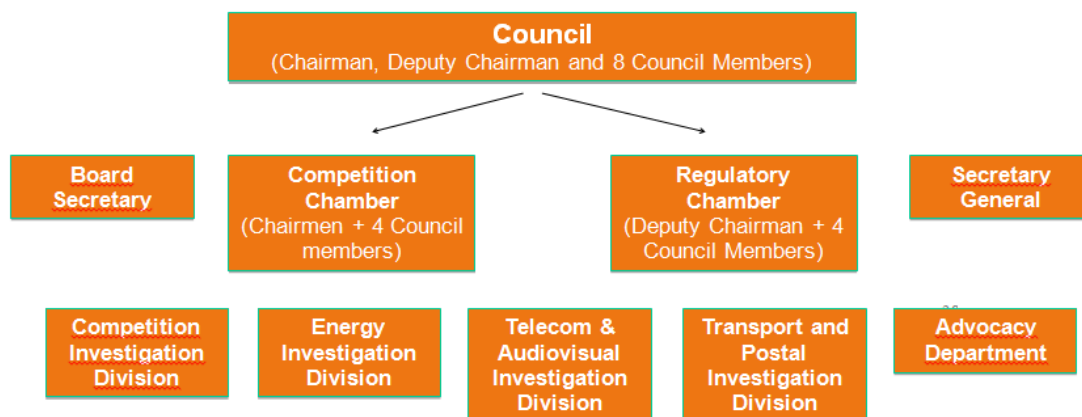 Council
(Chairman, Deputy Chairman and 8 Council Members)
Board
Secretary
Competition
Chamber
(Chairmen + 4 Council
members)
Regulatory
Chamber
(Deputy Chairman + 4
Council Members)
Secretary
General
Competition
Investigation
Division
Energy
Investigation
Division
Telecom &
Audiovisual
Investigation
Division
Transport and
Postal
Investigation
Division
Advocacy
Department